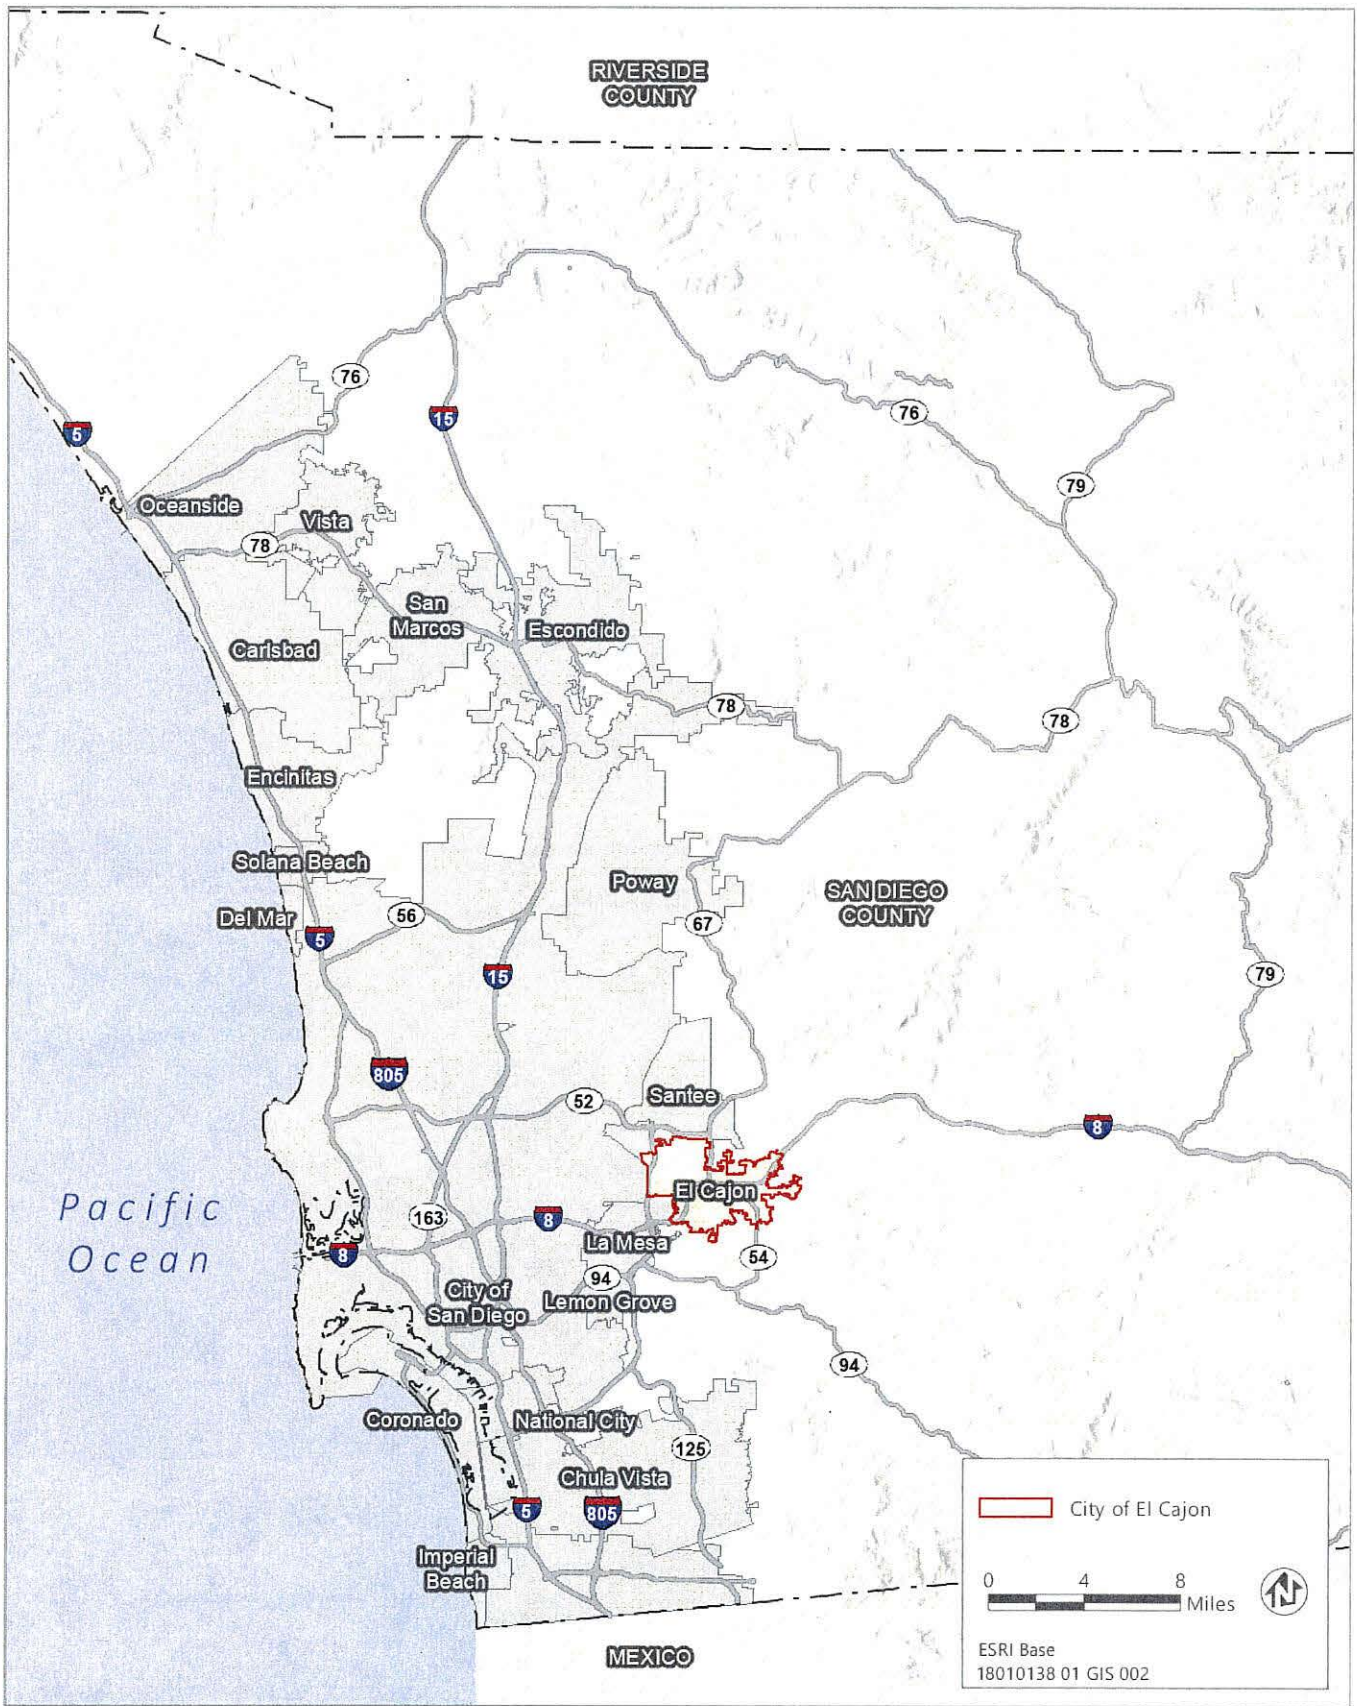 RIVERSIDE
COUNTY
76
15
5
76
79
Oceanside
Vista
78
San
Marcos
Escondido
Carlsbad
78
78
Encinitas
Solana Beach
Poway
SAN DIEGO
COUNTY
Del Mar
56
67
5
15
79
805
52
Santee
8
El Cajon
Pacific
Ocean
163
8
La Mesa
8
54
94
City of
San Diego
Lemon Grove
94
Coronado
National City
125
Chula Vista
5
805
Imperial
Beach
MEXICO
City of El Cajon
0 4 8
Miles
N
ESRI Base
18010138 01 GIS 002